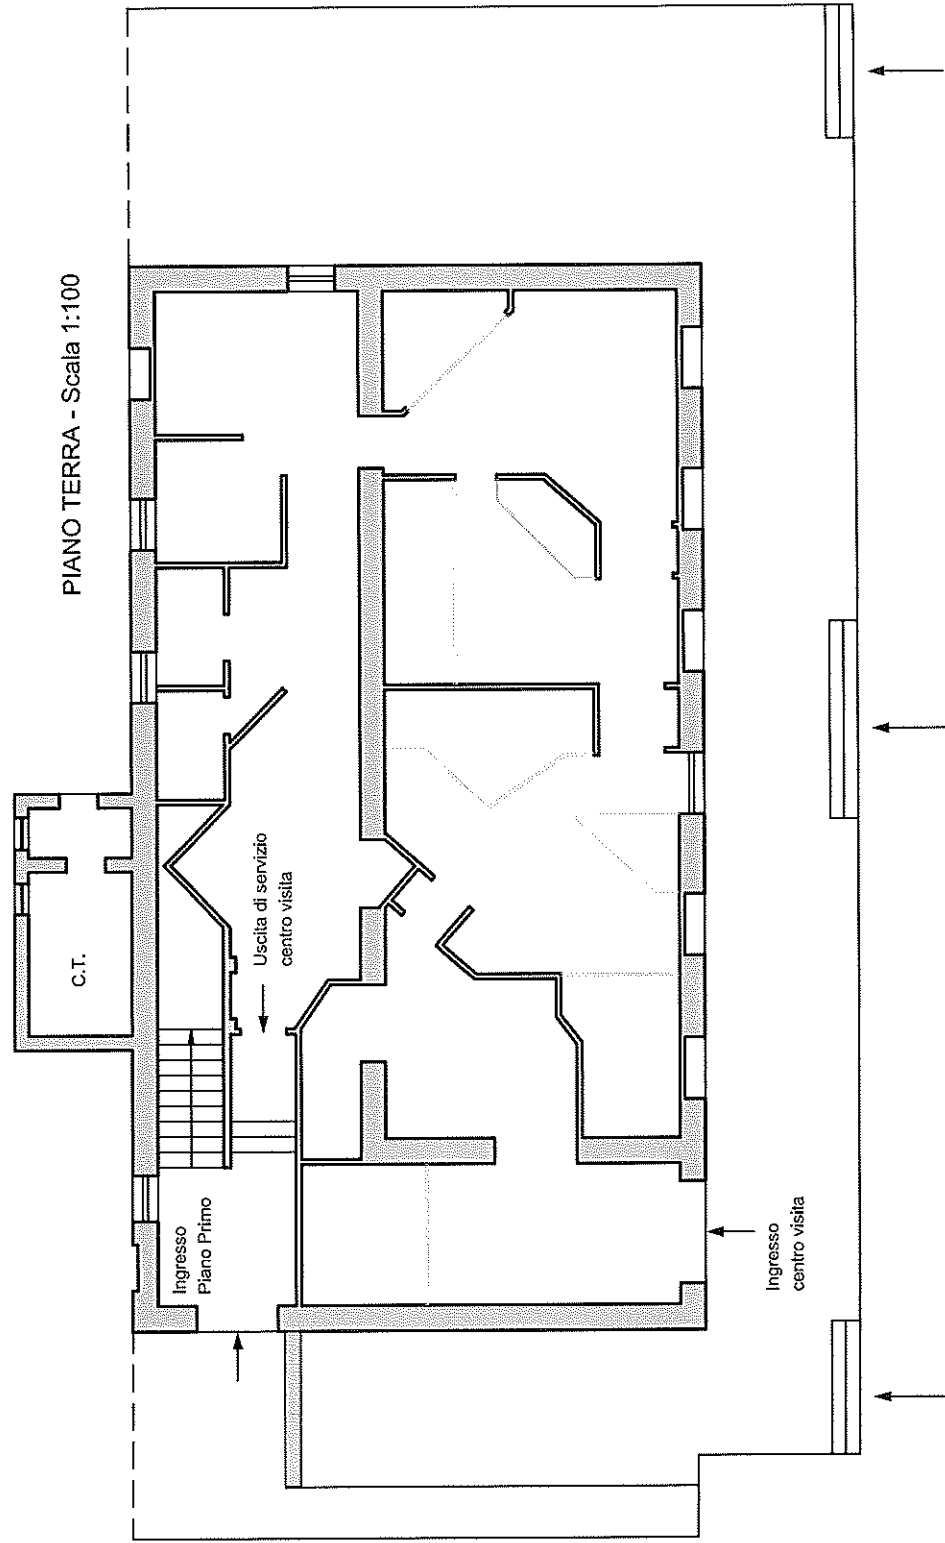 PIANO TERRA - Scala 1:100
C.T.
Uscita di servizio
centro visita
Ingresso
Piano Primo
Ingresso
centro visita